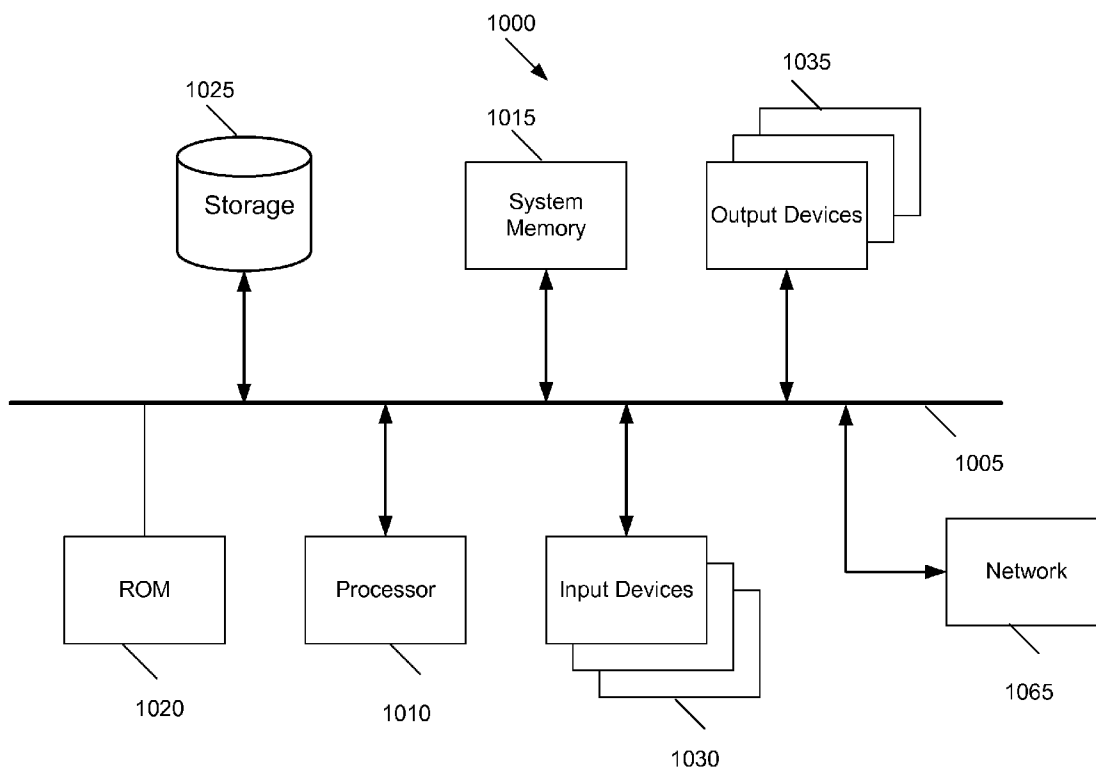 1000
1025
1015
1035
Storage
System
Memory
Output Devices
1005
ROM
Processor
Input Devices
Network
1020
1010
1030
1065